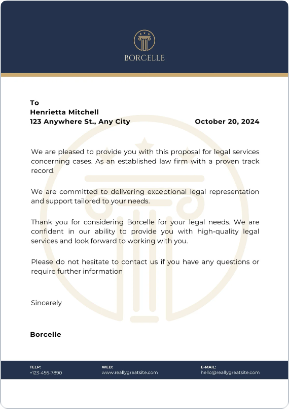 BORCELLE
To
Henrietta Mitchell
123 Anywhere St., Any City
October 20, 2024
We are pleased to provide you with this proposal for legal services
concerning cases. As an established law firm with a proven track
record.
We are committed to delivering exceptional legal representation
and support tailored to your needs.
Thank you for considering Borcelle for your legal needs. We are
confident in our ability to provide you with high-quality legal
services and look forward to working with you.
Please do not hesitate to contact us if you have any questions or
require further information
Sincerely
Borcelle
TELP:
+123-456-7890
WEB:
www.reallygreatsite.com
E-MAIL:
hello@reallygreatsite.com